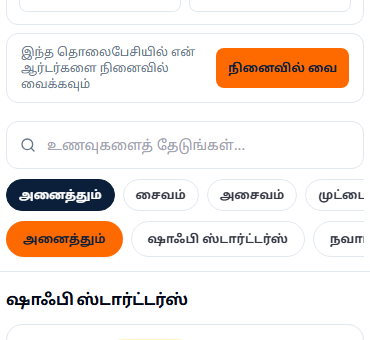 இந்த தொலைபேசியில் என்
ஆர்டர்களை நினைவில்
வைக்கவும்
நினைவில் வை
உணவுகளைத் தேடுங்கள்...
அனைத்தும் சைவம் அசைவம்
அனைத்தும் ஷாஃபி ஸ்டார்ட்டர்ஸ்
ஷாஃபி ஸ்டார்ட்டர்ஸ்